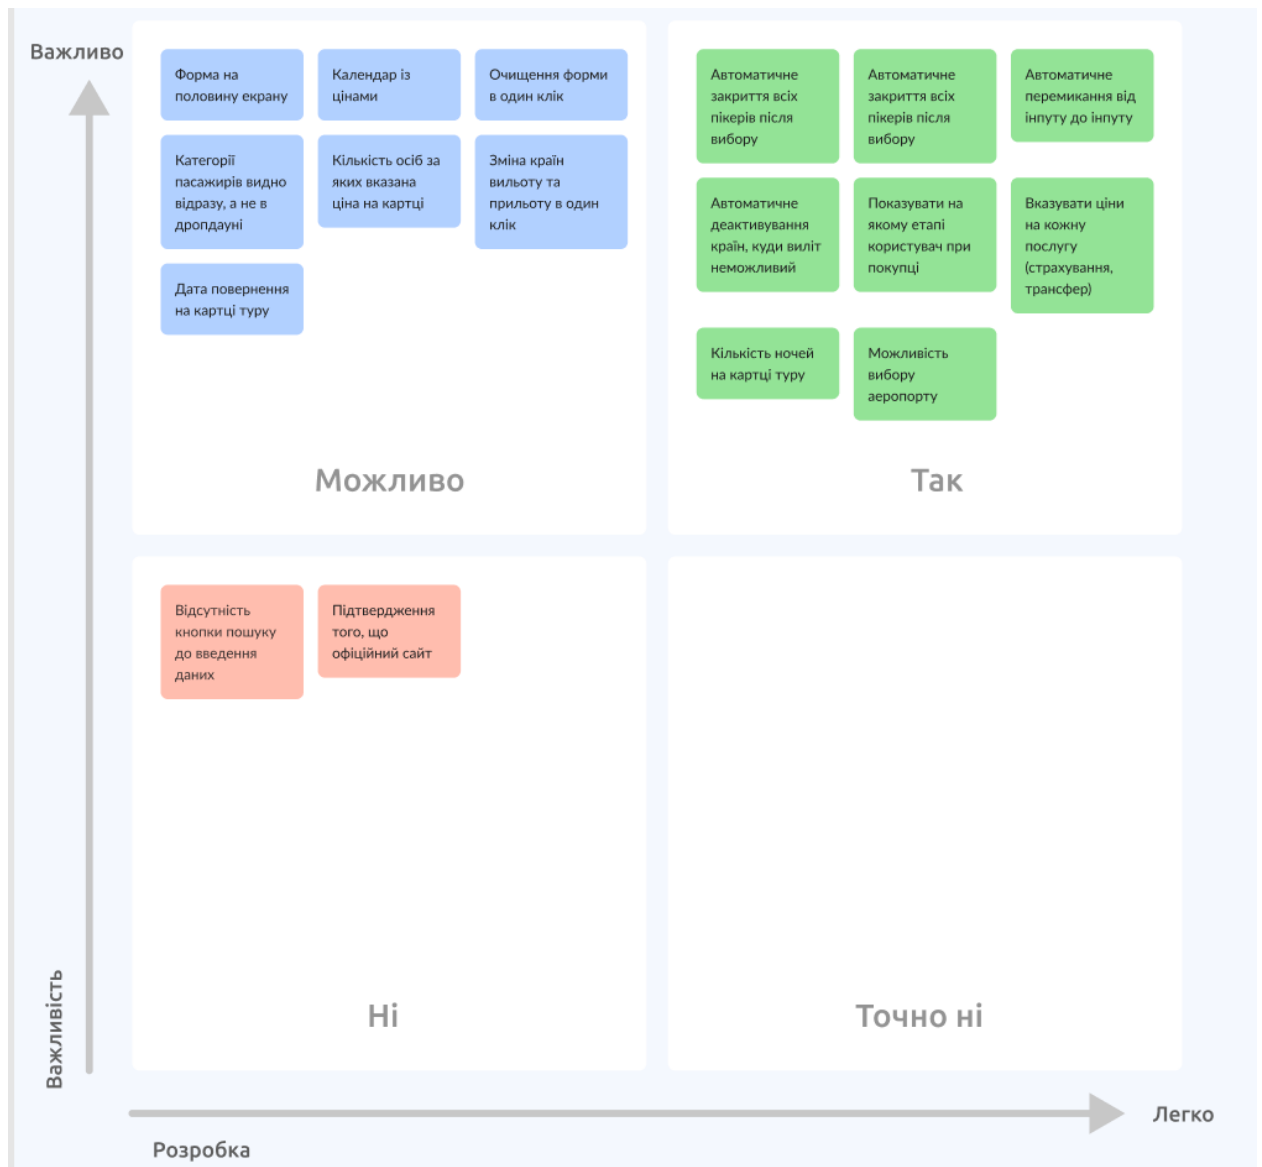 Важливо
Форма на
половину екрану
Календар із
цінами
Очищення форми
в один клік
Категорії
пасажирів видно
відразу, а не в
дропдауні
Кількість осіб за
яких вказана
ціна на картці
Зміна країн
вильоту та
прильоту в один
клік
Дата повернення
на картці туру
Можливо
Автоматичне
закриття всіх
пікерів після
вибору
Автоматичне
закриття всіх
пікерів після
вибору
Автоматичне
перемикання від
інпуту до інпуту
Автоматичне
деактивування
країн, куди виліт
неможливий
Показувати на
якому етапі
користувач при
покупці
Вказувати ціни
на кожну
послугу
(страхування,
трансфер)
Кількість ночей
на картці туру
Можливість
вибору
аеропорту
Так
Відсутність
кнопки пошуку
до введення
даних
Підтвердження
того, що
офіційний сайт
Ні
Точно ні
Важливість
Легко
Розробка